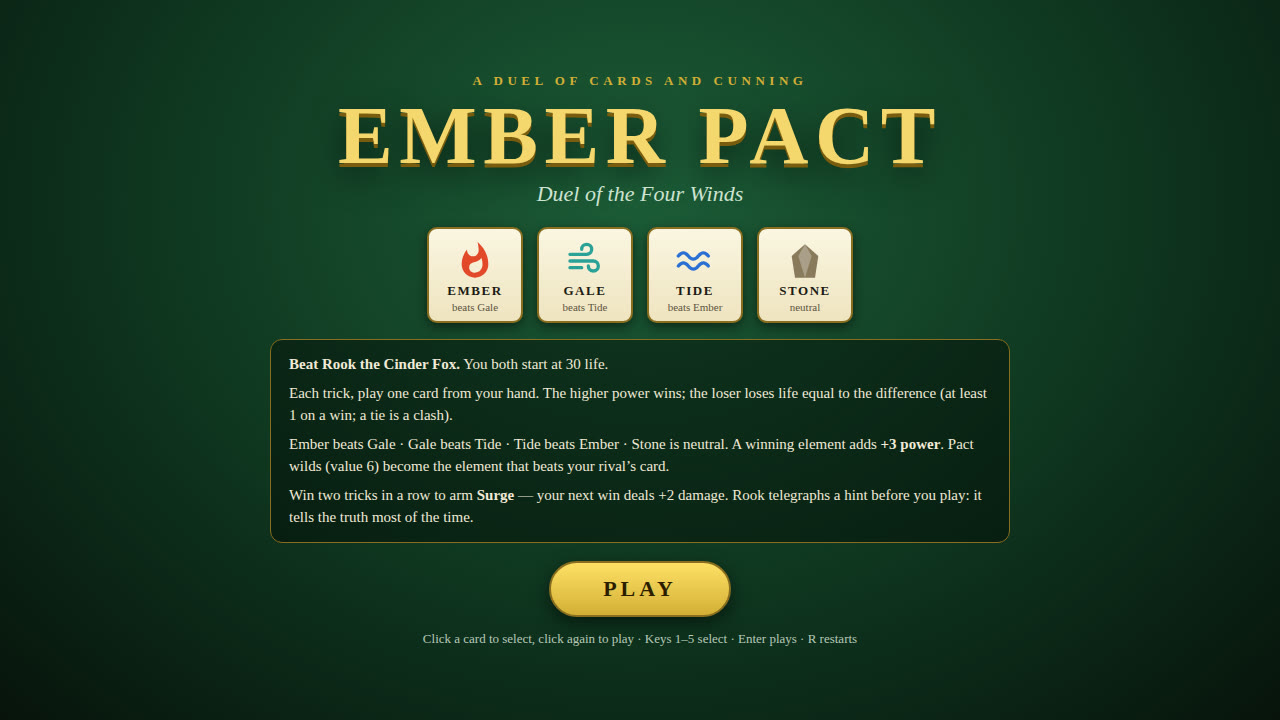 A DUEL OF CARDS AND CUNNING
EMBER PACT
Duel of the Four Winds
EMBER GALE TIDE STONE
beats Gale beats Tide beats Ember neutral
Beat Rook the Cinder Fox. You both start at 30 life.
Each trick, play one card from your hand. The higher power wins; the loser loses life equal to the difference (at least
1 on a win; a tie is a clash).
Ember beats Gale · Gale beats Tide · Tide beats Ember · Stone is neutral. A winning element adds +3 power. Pact
wilds (value 6) become the element that beats your rival’s card.
Win two tricks in a row to arm Surge — your next win deals +2 damage. Rook telegraphs a hint before you play: it
tells the truth most of the time.
PLAY
Click a card to select, click again to play · Keys 1–5 select · Enter plays · R restarts